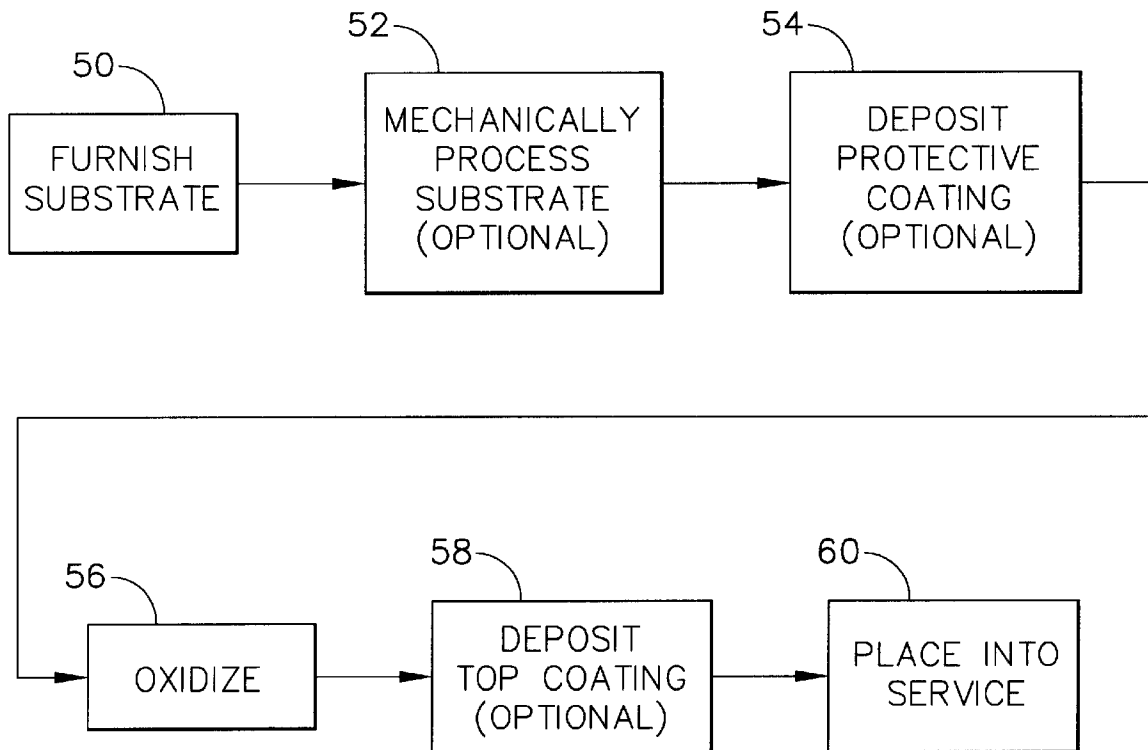 50
FURNISH
SUBSTRATE
52
MECHANICALLY
PROCESS
SUBSTRATE
(OPTIONAL)
54
DEPOSIT
PROTECTIVE
COATING
(OPTIONAL)
56
OXIDIZE
58
DEPOSIT
TOP COATING
(OPTIONAL)
60
PLACE INTO
SERVICE